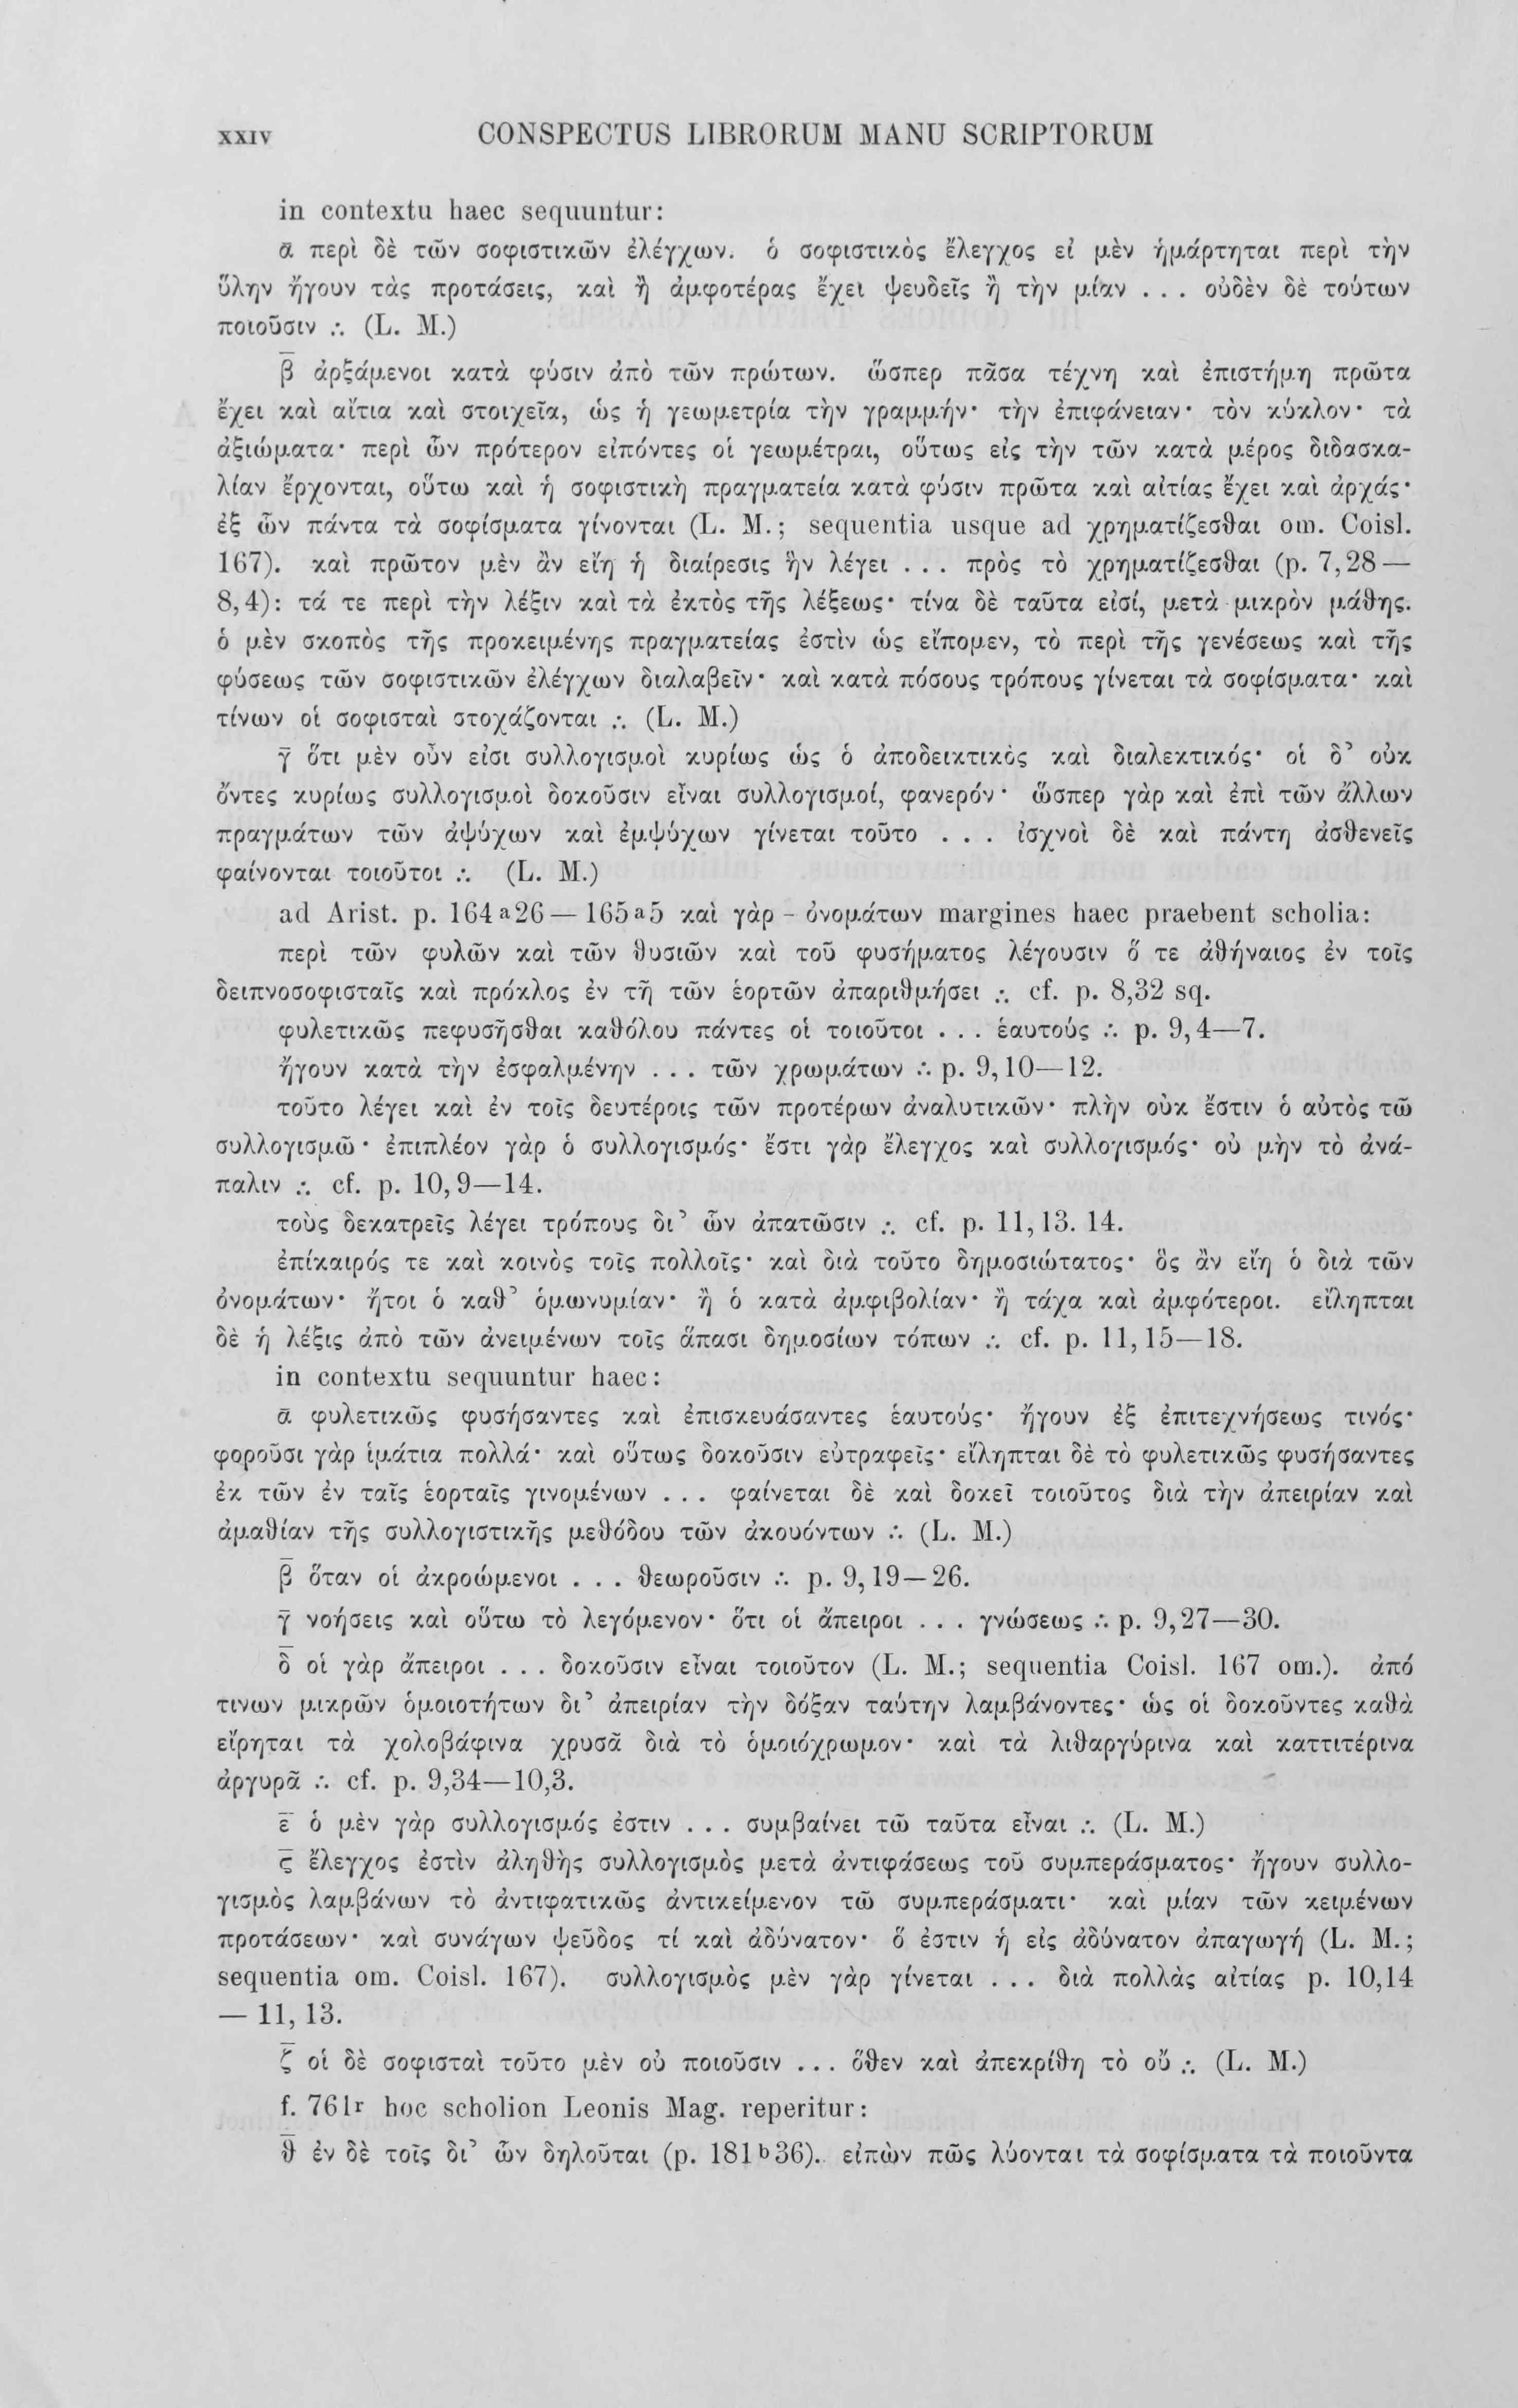 XXIV CONSPECTUS LIBRORUM MANU SCRIPTORUM
in contextu haec sequuntur:
ᾱ περὶ δὲ τῶν σοφιστικῶν ἐλέγχων. ὁ σοφιστικὸς ἔλεγχος εἰ μὲν ἡμάρτηται περὶ τὴν
ὕλην ἤγουν τὰς προτάσεις, καὶ ἢ ἀμφοτέρας ἔχει ψευδεῖς ἢ τὴν μίαν . . . οὐδὲν δὲ τούτων
ποιοῦσιν ∴ (L. M.)
β̄ ἀρξάμενοι κατὰ φύσιν ἀπὸ τῶν πρώτων. ὥσπερ πᾶσα τέχνη καὶ ἐπιστήμη πρῶτα
ἔχει καὶ αἴτια καὶ στοιχεῖα, ὡς ἡ γεωμετρία τὴν γραμμήν· τὴν ἐπιφάνειαν· τὸν κύκλον· τὰ
ἀξιώματα· περὶ ὧν πρότερον εἰπόντες οἱ γεωμέτραι, οὕτως εἰς τὴν τῶν κατὰ μέρος διδασκα-
λίαν ἔρχονται, οὕτω καὶ ἡ σοφιστικὴ πραγματεία κατὰ φύσιν πρῶτα καὶ αἰτίας ἔχει καὶ ἀρχάς·
ἐξ ὧν πάντα τὰ σοφίσματα γίνονται (L. M.; sequentia usque ad χρηματίζεσθαι om. Coisl.
167). καὶ πρῶτον μὲν ἂν εἴη ἡ διαίρεσις ἣν λέγει . . . πρὸς τὸ χρηματίζεσθαι (p. 7,28 —
8,4): τά τε περὶ τὴν λέξιν καὶ τὰ ἐκτὸς τῆς λέξεως· τίνα δὲ ταῦτα εἰσί, μετὰ μικρὸν μάθης.
ὁ μὲν σκοπὸς τῆς προκειμένης πραγματείας ἐστὶν ὡς εἴπομεν, τὸ περὶ τῆς γενέσεως καὶ τῆς
φύσεως τῶν σοφιστικῶν ἐλέγχων διαλαβεῖν· καὶ κατὰ πόσους τρόπους γίνεται τὰ σοφίσματα· καὶ
τίνων οἱ σοφισταὶ στοχάζονται ∴ (L. M.)
γ̄ ὅτι μὲν οὖν εἰσι συλλογισμοὶ κυρίως ὡς ὁ ἀποδεικτικὸς καὶ διαλεκτικός· οἱ δ’ οὐκ
ὄντες κυρίως συλλογισμοὶ δοκοῦσιν εἶναι συλλογισμοί, φανερόν· ὥσπερ γὰρ καὶ ἐπὶ τῶν ἄλλων
πραγμάτων τῶν ἀψύχων καὶ ἐμψύχων γίνεται τοῦτο . . . ἰσχνοὶ δὲ καὶ πάντη ἀσθενεῖς
φαίνονται τοιοῦτοι ∴ (L. M.)
ad Arist. p. 164a26 — 165a5 καὶ γὰρ - ὀνομάτων margines haec praebent scholia:
περὶ τῶν φυλῶν καὶ τῶν θυσιῶν καὶ τοῦ φυσήματος λέγουσιν ὅ τε ἀθήναιος ἐν τοῖς
δειπνοσοφισταῖς καὶ πρόκλος ἐν τῆ τῶν ἑορτῶν ἀπαριθμήσει ∴ cf. p. 8,32 sq.
φυλετικῶς πεφυσῆσθαι καθόλου πάντες οἱ τοιοῦτοι . . . ἑαυτούς ∴ p. 9,4—7.
ἤγουν κατὰ τὴν ἐσφαλμένην . . . τῶν χρωμάτων ∴ p. 9,10—12.
τοῦτο λέγει καὶ ἐν τοῖς δευτέροις τῶν προτέρων ἀναλυτικῶν· πλὴν οὐκ ἔστιν ὁ αὐτὸς τῶ
συλλογισμῶ· ἐπιπλέον γὰρ ὁ συλλογισμός· ἔστι γὰρ ἔλεγχος καὶ συλλογισμός· οὐ μὴν τὸ ἀνά-
παλιν ∴ cf. p. 10,9—14.
τοὺς δεκατρεῖς λέγει τρόπους δι’ ὧν ἀπατῶσιν ∴ cf. p. 11,13. 14.
ἐπίκαιρός τε καὶ κοινὸς τοῖς πολλοῖς· καὶ διὰ τοῦτο δημοσιώτατος· ὃς ἂν εἴη ὁ διὰ τῶν
ὀνομάτων· ἤτοι ὁ καθ’ ὁμωνυμίαν· ἢ ὁ κατὰ ἀμφιβολίαν· ἢ τάχα καὶ ἀμφότεροι. εἴληπται
δὲ ἡ λέξις ἀπὸ τῶν ἀνειμένων τοῖς ἅπασι δημοσίων τόπων ∴ cf. p. 11,15—18.
in contextu sequuntur haec:
ᾱ φυλετικῶς φυσήσαντες καὶ ἐπισκευάσαντες ἑαυτούς· ἤγουν ἐξ ἐπιτεχνήσεως τινός·
φοροῦσι γὰρ ἱμάτια πολλά· καὶ οὕτως δοκοῦσιν εὐτραφεῖς· εἴληπται δὲ τὸ φυλετικῶς φυσήσαντες
ἐκ τῶν ἐν ταῖς ἑορταῖς γινομένων . . . φαίνεται δὲ καὶ δοκεῖ τοιοῦτος διὰ τὴν ἀπειρίαν καὶ
ἀμαθίαν τῆς συλλογιστικῆς μεθόδου τῶν ἀκουόντων ∴ (L. M.)
β̄ ὅταν οἱ ἀκροώμενοι . . . θεωροῦσιν ∴ p. 9,19—26.
γ̄ νοήσεις καὶ οὕτω τὸ λεγόμενον· ὅτι οἱ ἄπειροι . . . γνώσεως ∴ p. 9,27—30.
δ̄ οἱ γὰρ ἄπειροι . . . δοκοῦσιν εἶναι τοιοῦτον (L. M.; sequentia Coisl. 167 om.). ἀπό
τινων μικρῶν ὁμοιοτήτων δι’ ἀπειρίαν τὴν δόξαν ταύτην λαμβάνοντες· ὡς οἱ δοκοῦντες καθὰ
εἴρηται τὰ χολοβάφινα χρυσᾶ διὰ τὸ ὁμοιόχρωμον· καὶ τὰ λιθαργύρινα καὶ καττιτέρινα
ἀργυρᾶ ∴ cf. p. 9,34—10,3.
ε̄ ὁ μὲν γὰρ συλλογισμός ἐστιν . . . συμβαίνει τῶ ταῦτα εἶναι ∴ (L. M.)
ϛ̄ ἔλεγχος ἐστὶν ἀληθὴς συλλογισμὸς μετὰ ἀντιφάσεως τοῦ συμπεράσματος· ἤγουν συλλο-
γισμὸς λαμβάνων τὸ ἀντιφατικῶς ἀντικείμενον τῶ συμπεράσματι· καὶ μίαν τῶν κειμένων
προτάσεων· καὶ συνάγων ψεῦδος τί καὶ ἀδύνατον· ὅ ἐστιν ἡ εἰς ἀδύνατον ἀπαγωγή (L. M.;
sequentia om. Coisl. 167). συλλογισμὸς μὲν γὰρ γίνεται . . . διὰ πολλὰς αἰτίας p. 10,14
— 11, 13.
ζ̄ οἱ δὲ σοφισταὶ τοῦτο μὲν οὐ ποιοῦσιν . . . ὅθεν καὶ ἀπεκρίθη τὸ οὔ ∴ (L. M.)
f. 761r hoc scholion Leonis Mag. reperitur:
θ̄ ἐν δὲ τοῖς δι’ ὧν δηλοῦται (p. 181b36). εἰπὼν πῶς λύονται τὰ σοφίσματα τὰ ποιοῦντα